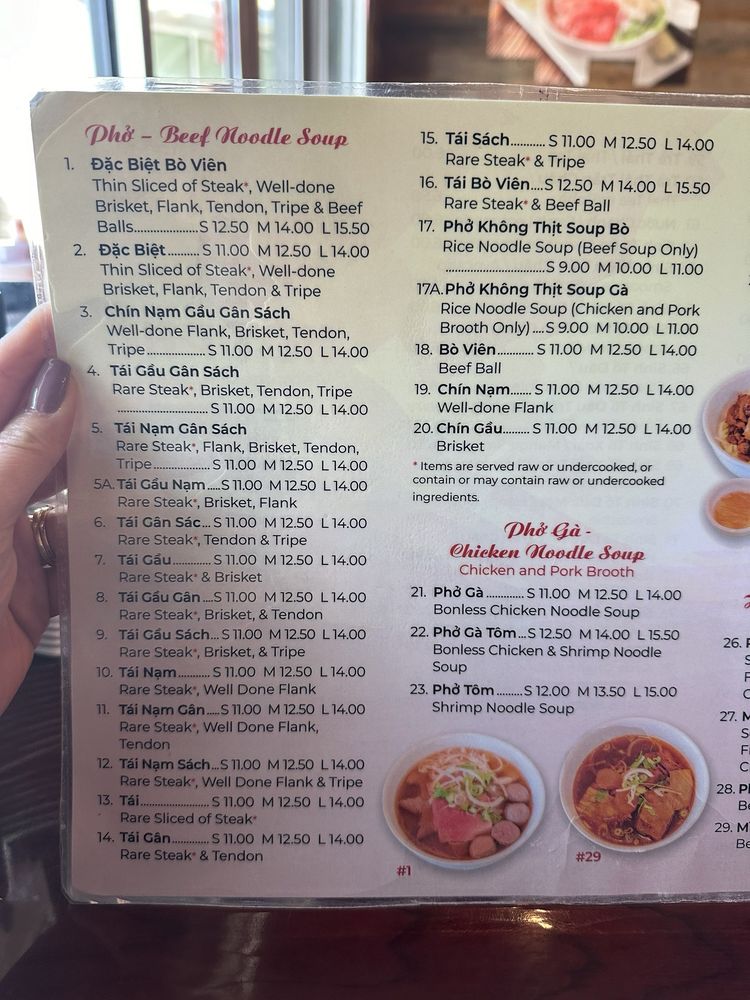 Phở – Beef Noodle Soup
1. Đặc Biệt Bò Viên
Thin Sliced of Steak*, Well-done
Brisket, Flank, Tendon, Tripe & Beef
Balls..................S 12.50 M 14.00 L 15.50
2. Đặc Biệt..........S 11.00 M 12.50 L 14.00
Thin Sliced of Steak*, Well-done
Brisket, Flank, Tendon & Tripe
3. Chín Nạm Gầu Gân Sách
Well-done Flank, Brisket, Tendon,
Tripe..................S 11.00 M 12.50 L 14.00
4. Tái Gầu Gân Sách
Rare Steak*, Brisket, Tendon, Tripe
............................S 11.00 M 12.50 L 14.00
5. Tái Nạm Gân Sách
Rare Steak*, Flank, Brisket, Tendon,
Tripe..................S 11.00 M 12.50 L 14.00
5A. Tái Gầu Nạm.....S 11.00 M 12.50 L 14.00
Rare Steak*, Brisket, Flank
6. Tái Gân Sác...S 11.00 M 12.50 L 14.00
Rare Steak*, Tendon & Tripe
7. Tái Gầu.............S 11.00 M 12.50 L 14.00
Rare Steak* & Brisket
8. Tái Gầu Gân....S 11.00 M 12.50 L 14.00
Rare Steak*, Brisket, & Tendon
9. Tái Gầu Sách...S 11.00 M 12.50 L 14.00
Rare Steak*, Brisket, & Tripe
10. Tái Nạm..........S 11.00 M 12.50 L 14.00
Rare Steak*, Well Done Flank
11. Tái Nạm Gân...S 11.00 M 12.50 L 14.00
Rare Steak*, Well Done Flank,
Tendon
12. Tái Nạm Sách...S 11.00 M 12.50 L 14.00
Rare Steak*, Well Done Flank & Tripe
13. Tái.....................S 11.00 M 12.50 L 14.00
Rare Sliced of Steak*
14. Tái Gân............S 11.00 M 12.50 L 14.00
Rare Steak* & Tendon
15. Tái Sách...........S 11.00 M 12.50 L 14.00
Rare Steak* & Tripe
16. Tái Bò Viên....S 12.50 M 14.00 L 15.50
Rare Steak* & Beef Ball
17. Phở Không Thịt Soup Bò
Rice Noodle Soup (Beef Soup Only)
...............................S 9.00 M 10.00 L 11.00
17A. Phở Không Thịt Soup Gà
Rice Noodle Soup (Chicken and Pork
Brooth Only)....S 9.00 M 10.00 L 11.00
18. Bò Viên............S 11.00 M 12.50 L 14.00
Beef Ball
19. Chín Nạm.......S 11.00 M 12.50 L 14.00
Well-done Flank
20. Chín Gầu........S 11.00 M 12.50 L 14.00
Brisket
* Items are served raw or undercooked, or
contain or may contain raw or undercooked
ingredients.
Phở Gà -
Chicken Noodle Soup
Chicken and Pork Brooth
21. Phở Gà............S 11.00 M 12.50 L 14.00
Bonless Chicken Noodle Soup
22. Phở Gà Tôm...S 12.50 M 14.00 L 15.50
Bonless Chicken & Shrimp Noodle
Soup
23. Phở Tôm........S 12.00 M 13.50 L 15.00
Shrimp Noodle Soup
#1
#29
26.
27.
28.
29.